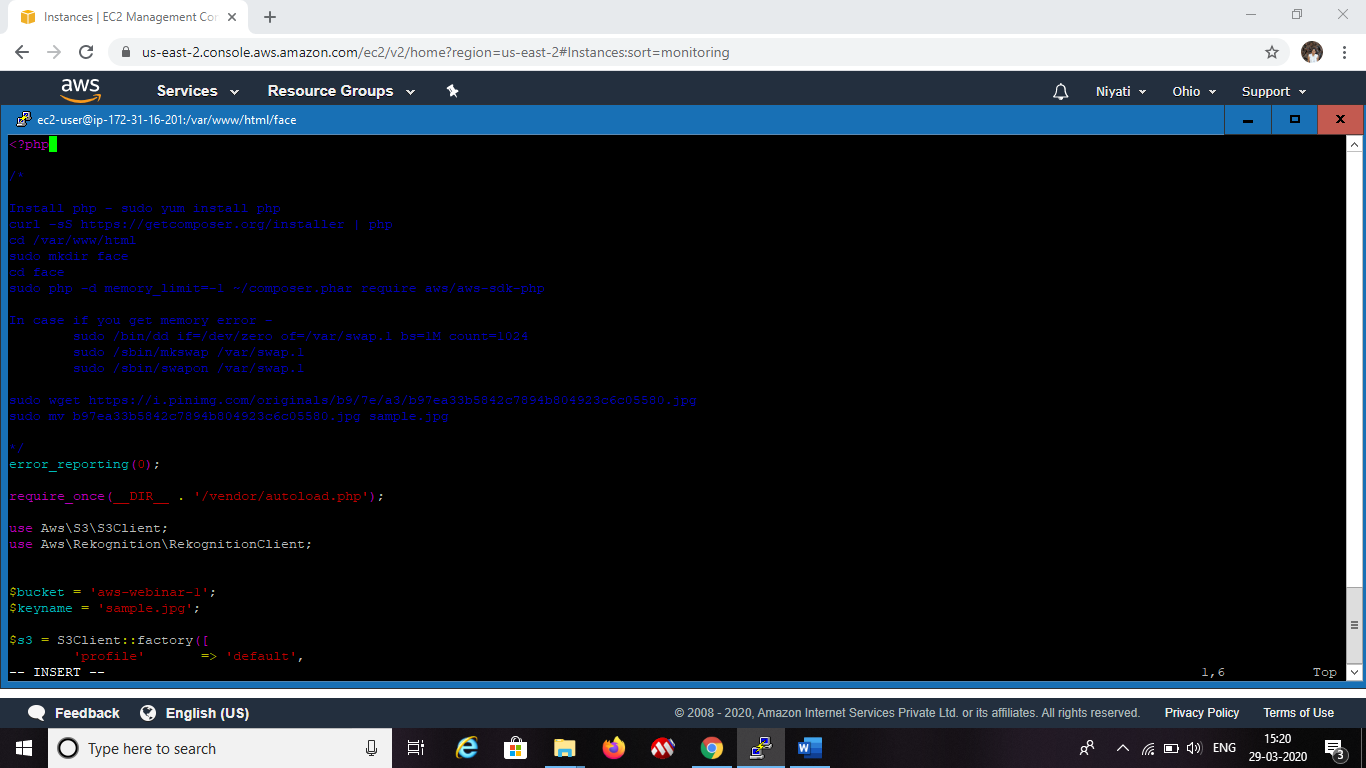 Instances | EC2 Management Con
us-east-2.console.aws.amazon.com/ec2/v2/home?region=us-east-2#Instances:sort=monitoring
aws Services Resource Groups Niyati Ohio Support
ec2-user@ip-172-31-16-201:/var/www/html/face
<?php
/*
Install php - sudo yum install php
curl -sS https://getcomposer.org/installer | php
cd /var/www/html
sudo mkdir face
cd face
sudo php -d memory_limit=-1 ~/composer.phar require aws/aws-sdk-php
In case if you get memory error -
sudo /bin/dd if=/dev/zero of=/var/swap.1 bs=1M count=1024
sudo /sbin/mkswap /var/swap.1
sudo /sbin/swapon /var/swap.1
sudo wget https://i.pinimg.com/originals/b9/7e/a3/b97ea33b5842c7894b804923c6c05580.jpg
sudo mv b97ea33b5842c7894b804923c6c05580.jpg sample.jpg
*/
error_reporting(0);
require_once(__DIR__ . '/vendor/autoload.php');
use Aws\S3\S3Client;
use Aws\Rekognition\RekognitionClient;
$bucket = 'aws-webinar-1';
$keyname = 'sample.jpg';
$s3 = S3Client::factory([
'profile' => 'default',
-- INSERT -- 1,6 Top
Feedback English (US) © 2008 - 2020, Amazon Internet Services Private Ltd. or its affiliates. All rights reserved. Privacy Policy Terms of Use
Type here to search ENG 15:20
29-03-2020 3